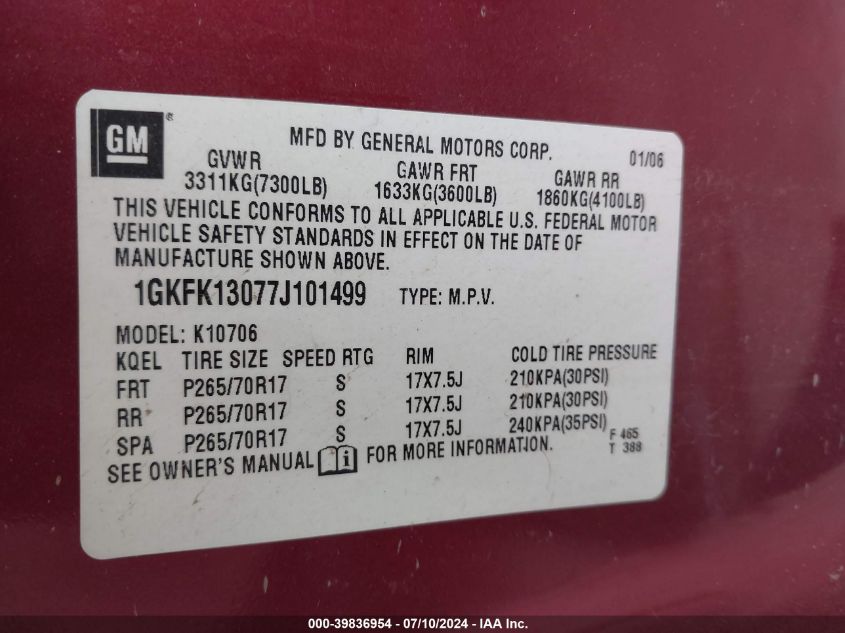 GM®
MFD BY GENERAL MOTORS CORP. 01/06
GVWR GAWR FRT GAWR RR
3311KG(7300LB) 1633KG(3600LB) 1860KG(4100LB)
THIS VEHICLE CONFORMS TO ALL APPLICABLE U.S. FEDERAL MOTOR
VEHICLE SAFETY STANDARDS IN EFFECT ON THE DATE OF
MANUFACTURE SHOWN ABOVE.
1GKFK13077J101499 TYPE: M.P.V.
MODEL: K10706
KQEL TIRE SIZE SPEED RTG RIM COLD TIRE PRESSURE
FRT P265/70R17 S 17X7.5J 210KPA(30PSI)
RR P265/70R17 S 17X7.5J 210KPA(30PSI)
SPA P265/70R17 S 17X7.5J 240KPA(35PSI)
F 465
SEE OWNER'S MANUAL i FOR MORE INFORMATION. T 388
000-39836954 / 07/10/2024 - IAA Inc.